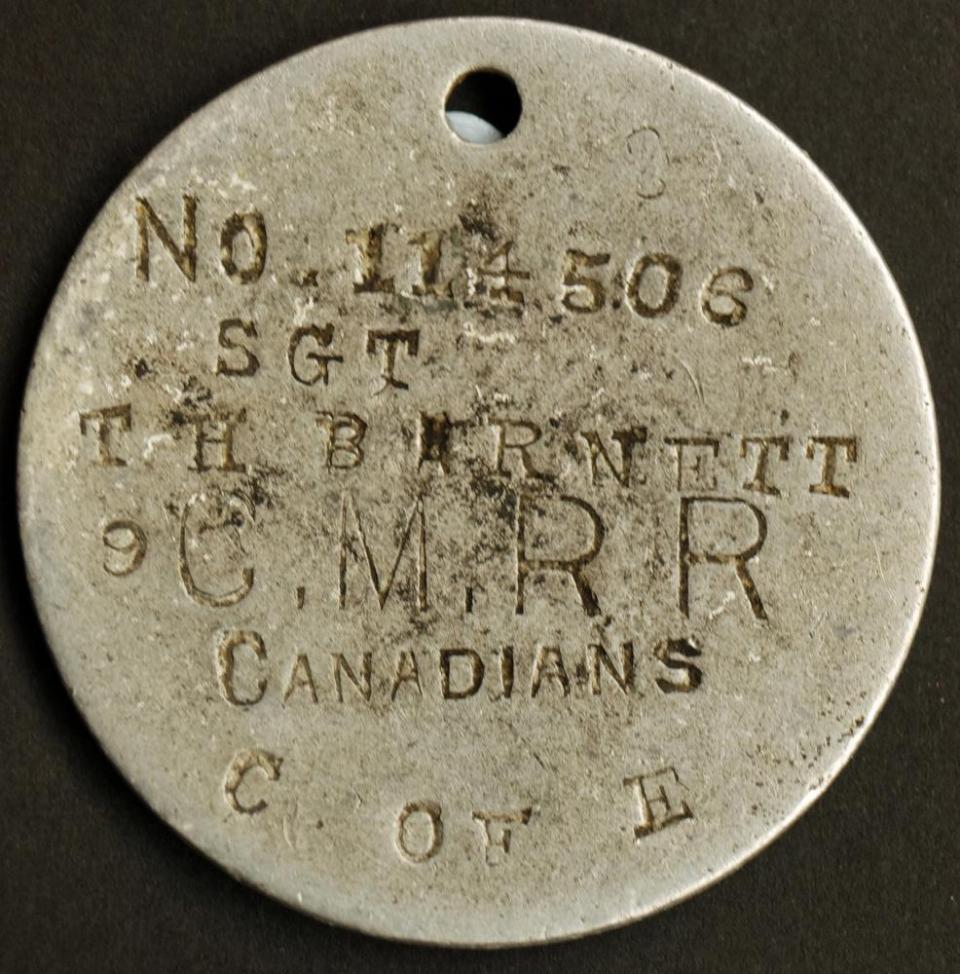 No. 114506
SGT
T H BURNETT
9 C.M.R R
CANADIANS
C OF E